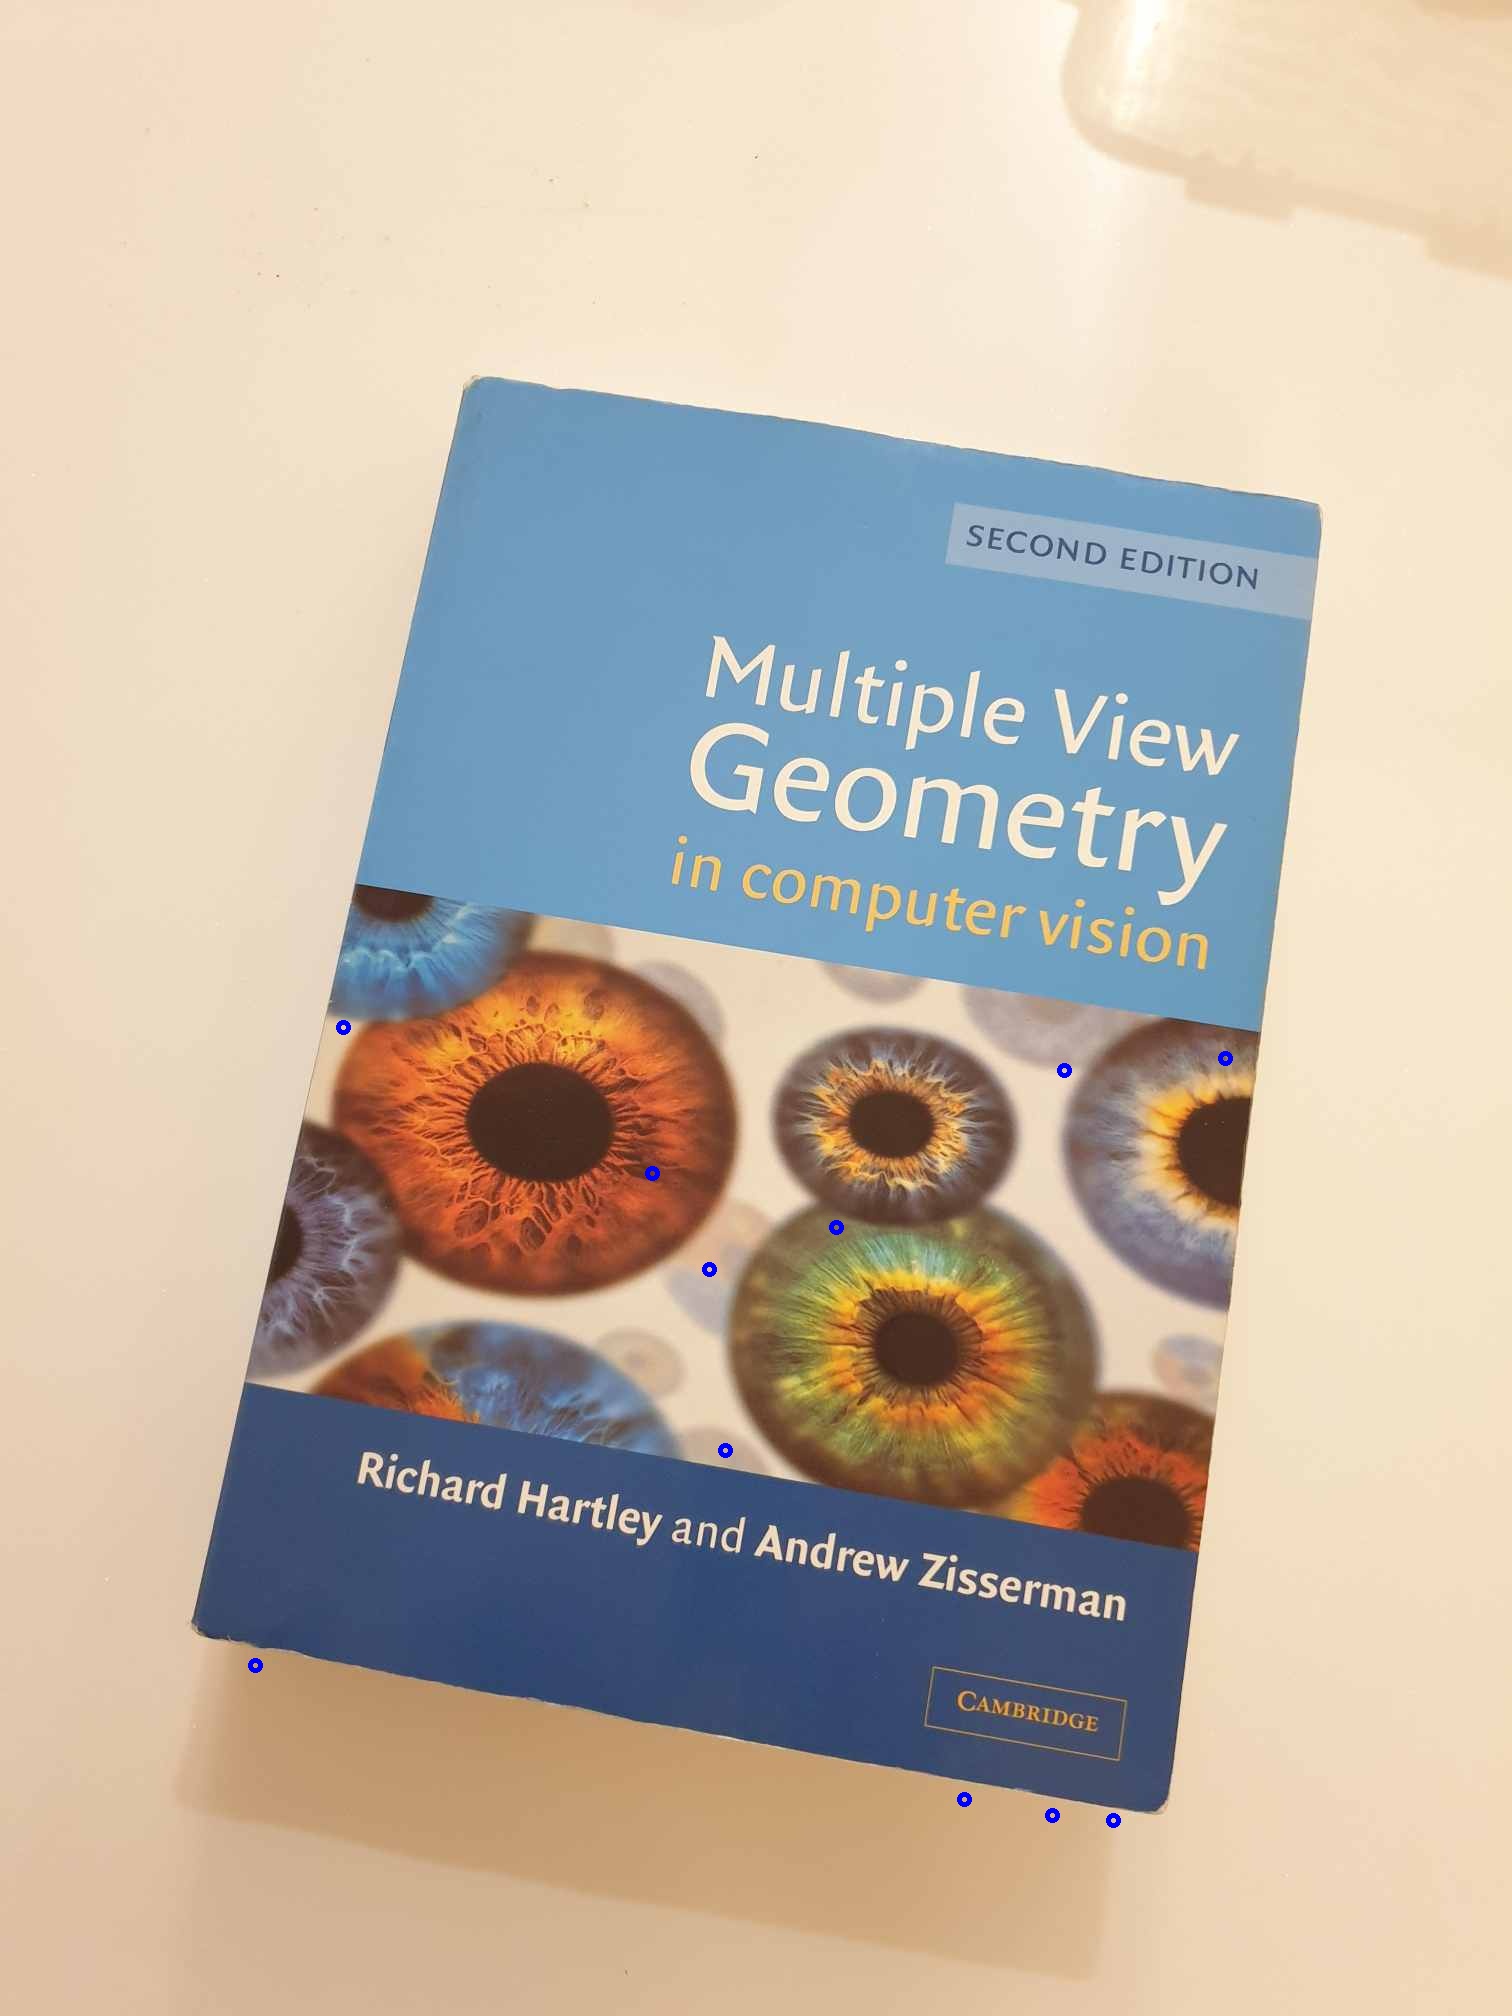 SECOND EDITION
Multiple View
Geometry
in computer vision
Richard Hartley and Andrew Zisserman
CAMBRIDGE